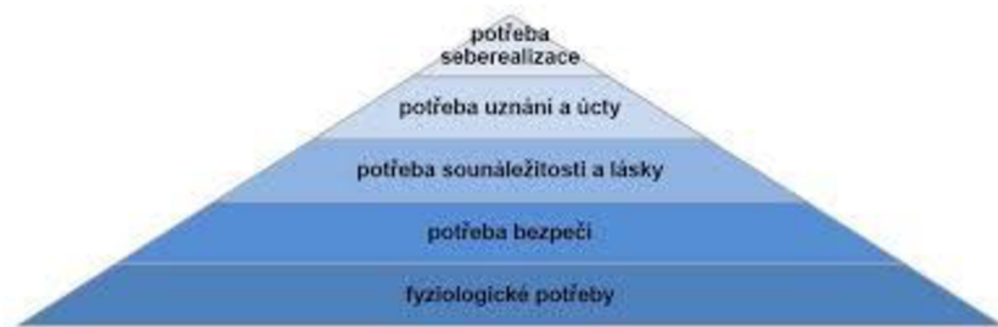 potřeba
seberealizace
potřeba uznání a úcty
potřeba sounáležitosti a lásky
potřeba bezpečí
fyziologické potřeby